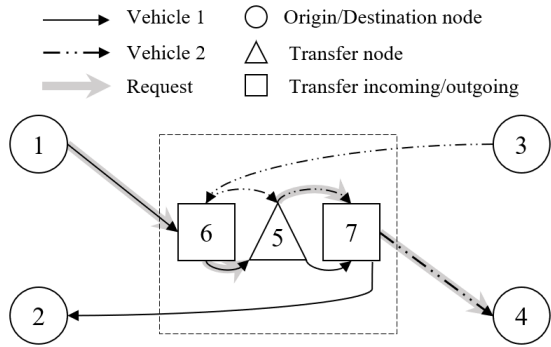 Vehicle 1
Origin/Destination node
Vehicle 2
Transfer node
Request
Transfer incoming/outgoing
1
3
6
5
7
2
4